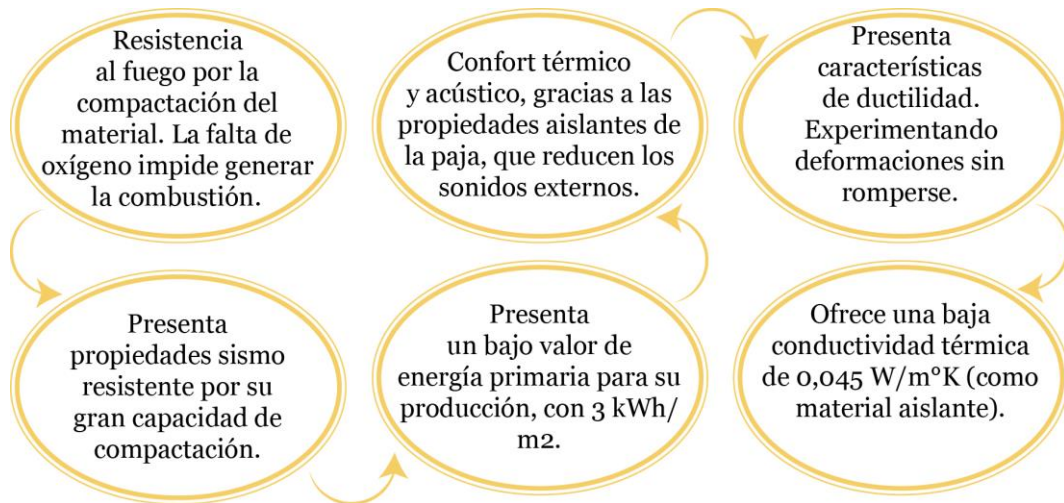 Resistencia
al fuego por la
compactación del
material. La falta de
oxígeno impide generar
la combustión.
Presenta
propiedades sismo
resistente por su
gran capacidad de
compactación.
Presenta
un bajo valor de
energía primaria para su
producción, con 3 kWh/
m2.
Confort térmico
y acústico, gracias a las
propiedades aislantes de
la paja, que reducen los
sonidos externos.
Presenta
características
de ductilidad.
Experimentando
deformaciones sin
romperse.
Ofrece una baja
conductividad térmica
de 0,045 W/m°K (como
material aislante).